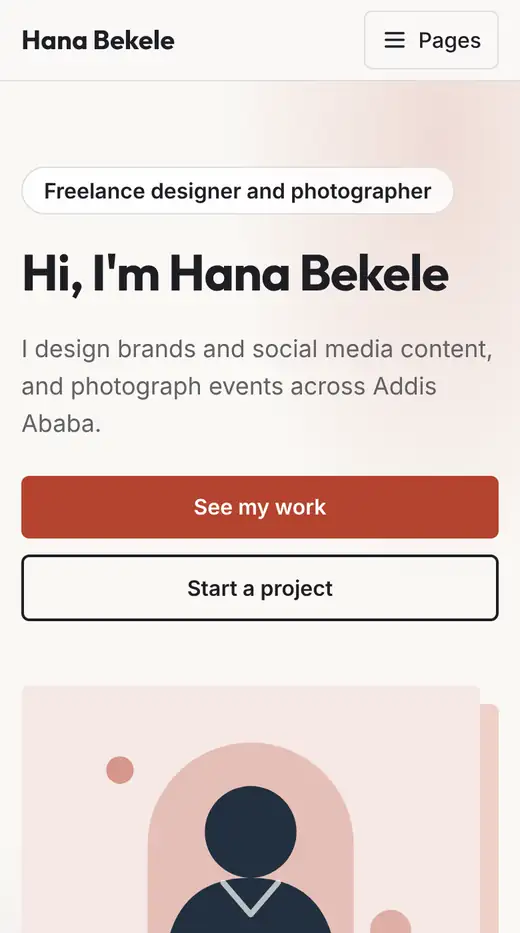 Hana Bekele
Pages
Freelance designer and photographer
Hi, I'm Hana Bekele
I design brands and social media content,
and photograph events across Addis
Ababa.
See my work
Start a project